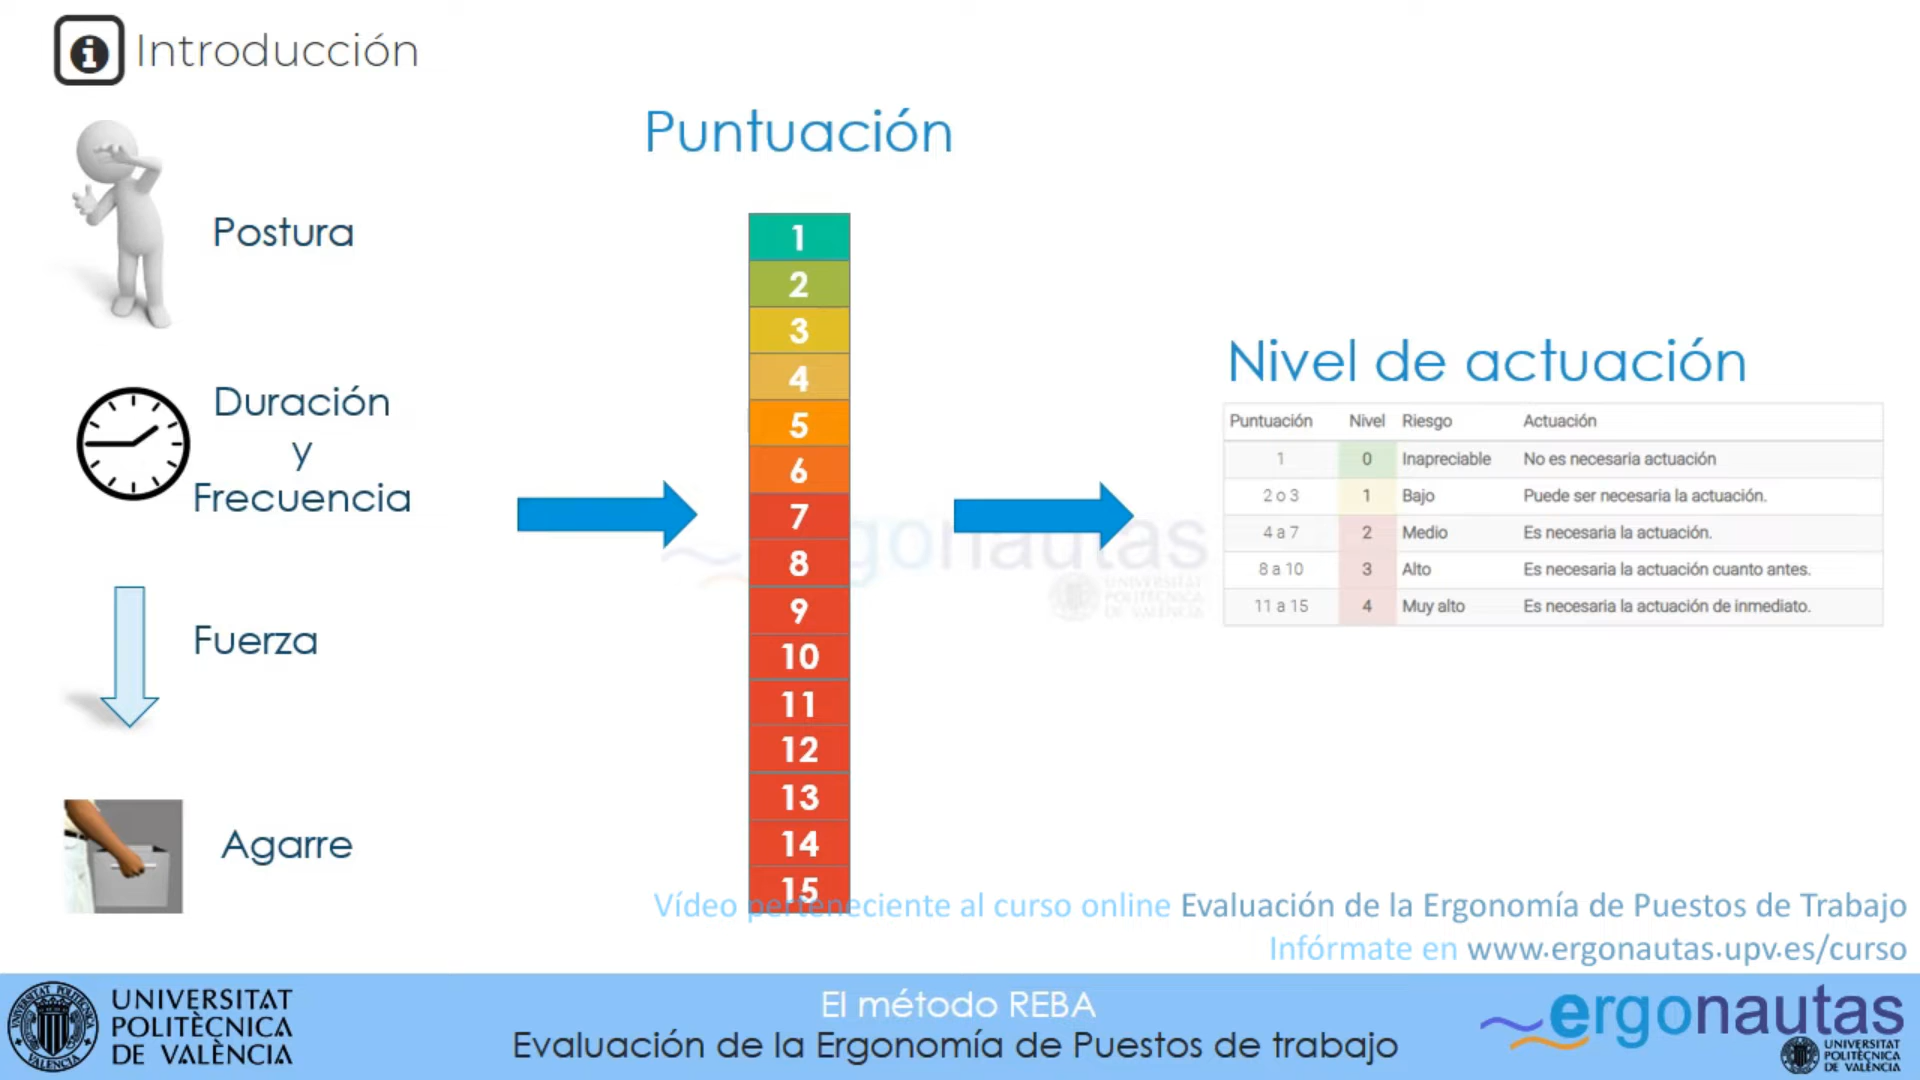 Introducción
Postura
Duración
y
Frecuencia
Fuerza
Agarre
Puntuación
1
2
3
4
5
6
7
8
9
10
11
12
13
14
15
Nivel de actuación
Puntuación Nivel Riesgo Actuación
1 0 Inapreciable No es necesaria actuación
2 o 3 1 Bajo Puede ser necesaria la actuación.
4 a 7 2 Medio Es necesaria la actuación.
8 a 10 3 Alto Es necesaria la actuación cuanto antes.
11 a 15 4 Muy alto Es necesaria la actuación de inmediato.
ergonautas
UNIVERSITAT
POLITÈCNICA
DE VALÈNCIA
Vídeo perteneciente al curso online Evaluación de la Ergonomía de Puestos de Trabajo
Infórmate en www.ergonautas.upv.es/curso
UNIVERSITAT
POLITÈCNICA
DE VALÈNCIA
El método REBA
Evaluación de la Ergonomía de Puestos de trabajo
ergonautas
UNIVERSITAT
POLITÈCNICA
DE VALÈNCIA